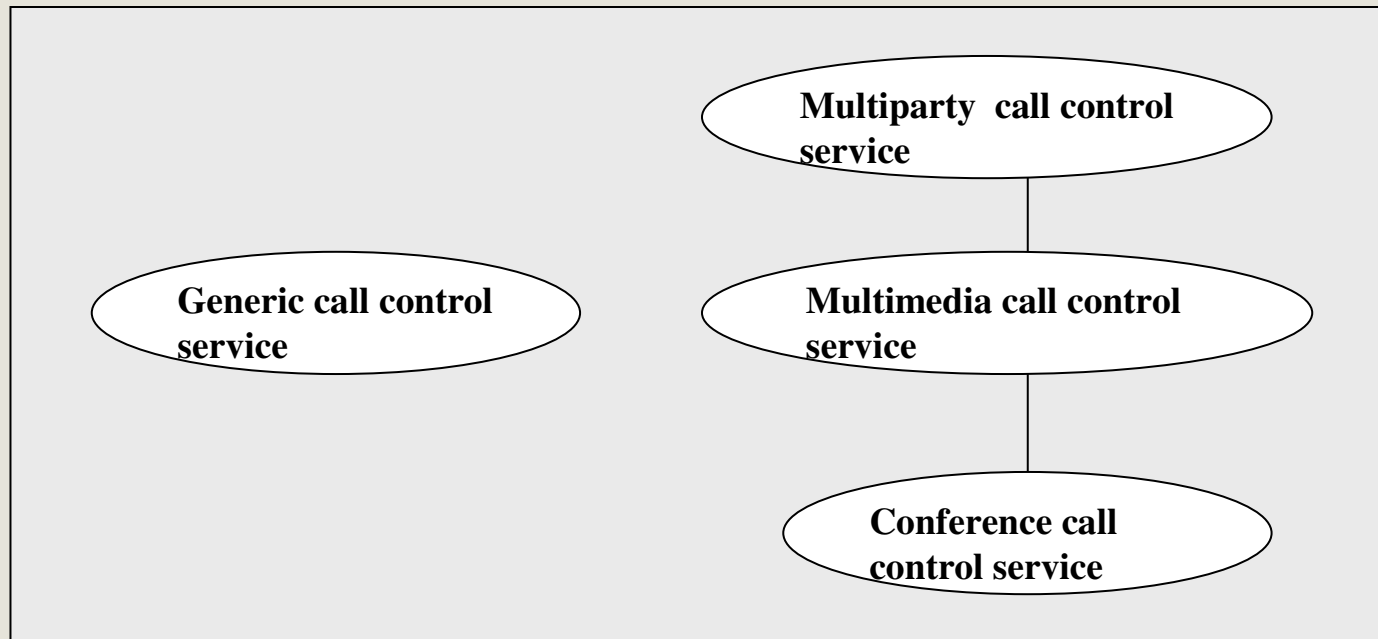 Multiparty  call control
service
Generic call control
service
Multimedia call control
service
Conference call
control service